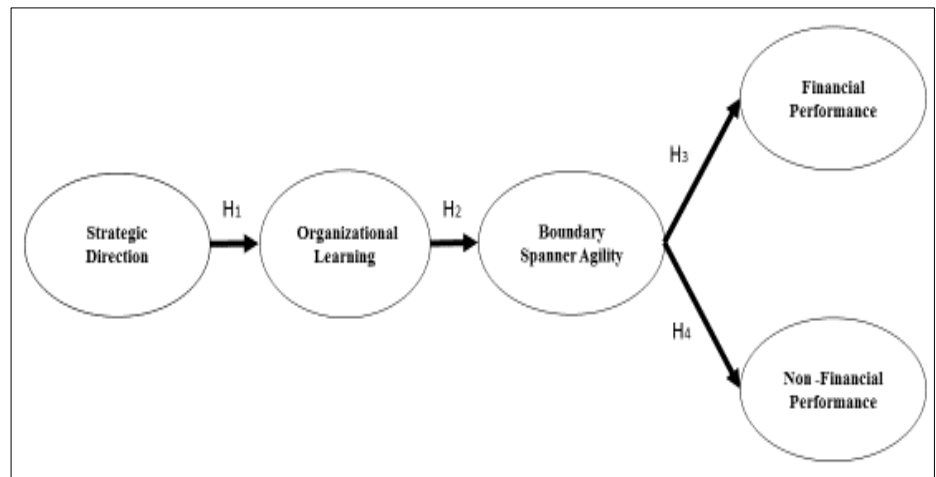 Financial
Performance
H3
H1
H2
Strategic
Direction
Organizational
Learning
Boundary
Spanner Agility
H4
Non -Financial
Performance